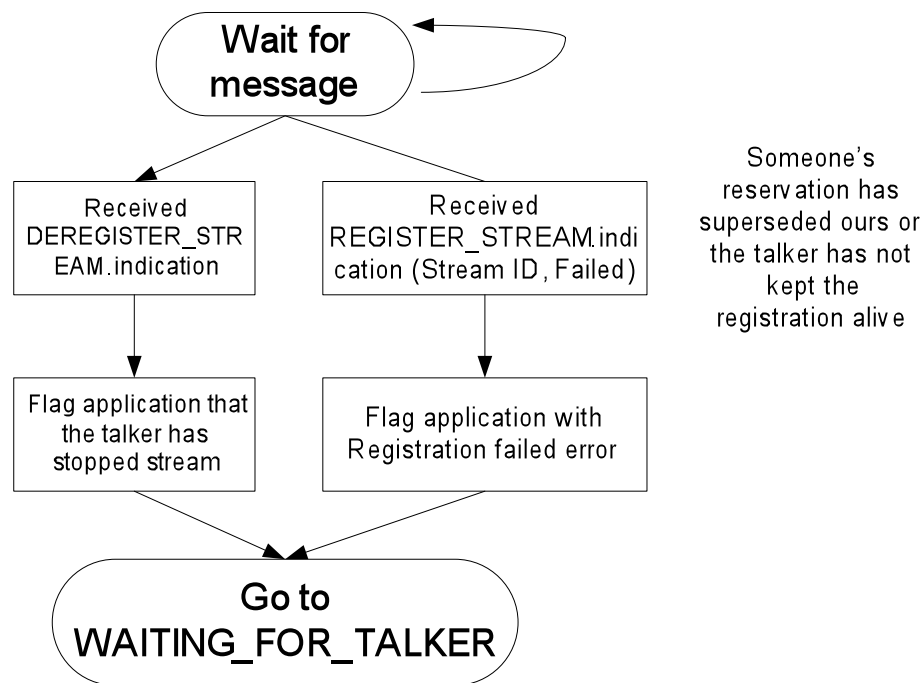 Wait for
message
Received
DEREGISTER_STR
EAM.indication
Received
REGISTER_STREAM.indi
cation (Stream ID, Failed)
Someone's
reservation has
superseded ours or
the talker has not
kept the
registration alive
Flag application that
the talker has
stopped stream
Flag application with
Registration failed error
Go to
WAITING_FOR_TALKER